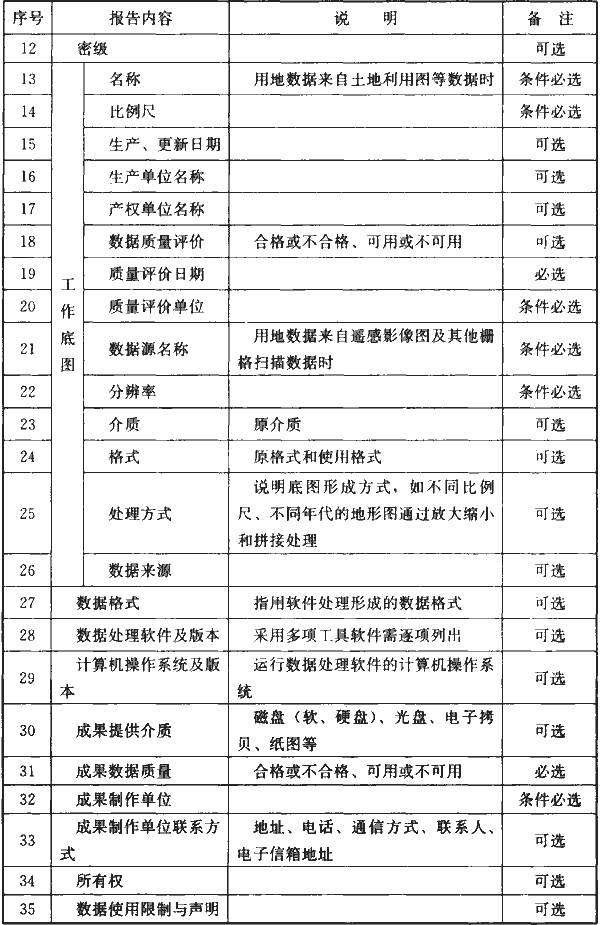 序号 报告内容 说 明 备 注
12 密级 可选
工作底图
13 名称 用地数据来自土地利用图等数据时 条件必选
14 比例尺 条件必选
15 生产、更新日期 可选
16 生产单位名称 可选
17 产权单位名称 可选
18 数据质量评价 合格或不合格、可用或不可用 可选
19 质量评价日期 必选
20 质量评价单位 条件必选
21 数据源名称 用地数据来自遥感影像图及其他栅
格扫描数据时 条件必选
22 分辨率 条件必选
23 介质 原介质 可选
24 格式 原格式和使用格式 可选
25 处理方式 说明底图形成方式，如不同比例
尺、不同年代的地形图通过放大缩小
和拼接处理 可选
26 数据来源 可选
27 数据格式 指用软件处理形成的数据格式 可选
28 数据处理软件及版本 采用多项工具软件需逐项列出 可选
29 计算机操作系统及版
本 运行数据处理软件的计算机操作系
统 可选
30 成果提供介质 磁盘（软、硬盘）、光盘、电子拷
贝、纸图等 可选
31 成果数据质量 合格或不合格、可用或不可用 必选
32 成果制作单位 条件必选
33 成果制作单位联系方
式 地址、电话、通信方式、联系人、
电子信箱地址 可选
34 所有权 可选
35 数据使用限制与声明 可选